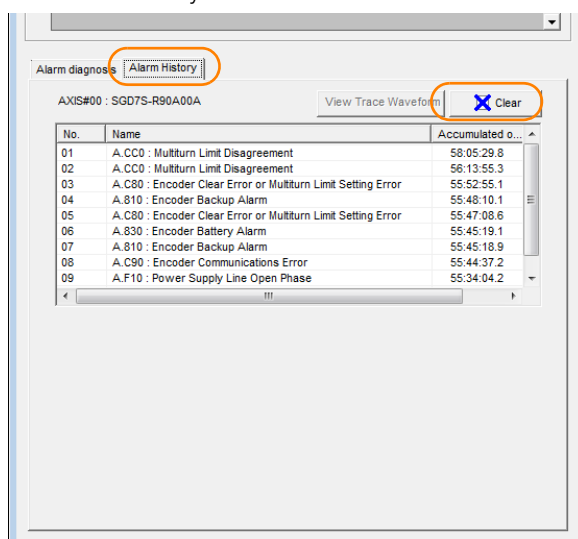 Alarm diagnosis Alarm History
AXIS#00 : SGD7S-R90A00A View Trace Waveform Clear
No. Name Accumulated o...
01 A.CC0 : Multiturn Limit Disagreement 58:05:29.8
02 A.CC0 : Multiturn Limit Disagreement 56:13:55.3
03 A.C80 : Encoder Clear Error or Multiturn Limit Setting Error 55:52:55.1
04 A.810 : Encoder Backup Alarm 55:48:10.1
05 A.C80 : Encoder Clear Error or Multiturn Limit Setting Error 55:47:08.6
06 A.830 : Encoder Battery Alarm 55:45:19.1
07 A.810 : Encoder Backup Alarm 55:45:18.9
08 A.C90 : Encoder Communications Error 55:44:37.2
09 A.F10 : Power Supply Line Open Phase 55:34:04.2